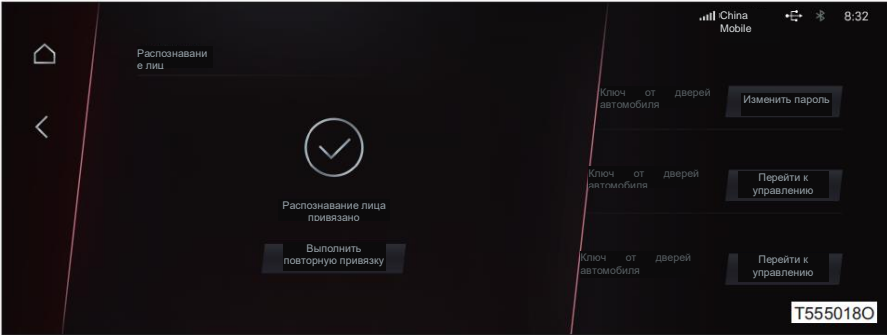 China
Mobile
8:32
Распознавани
е лиц
Ключ от дверей
автомобиля
Изменить пароль
Распознавание лица
привязано
Выполнить
повторную привязку
Ключ от дверей
автомобиля
Перейти к
управлению
Ключ от дверей
автомобиля
Перейти к
управлению
T555018O